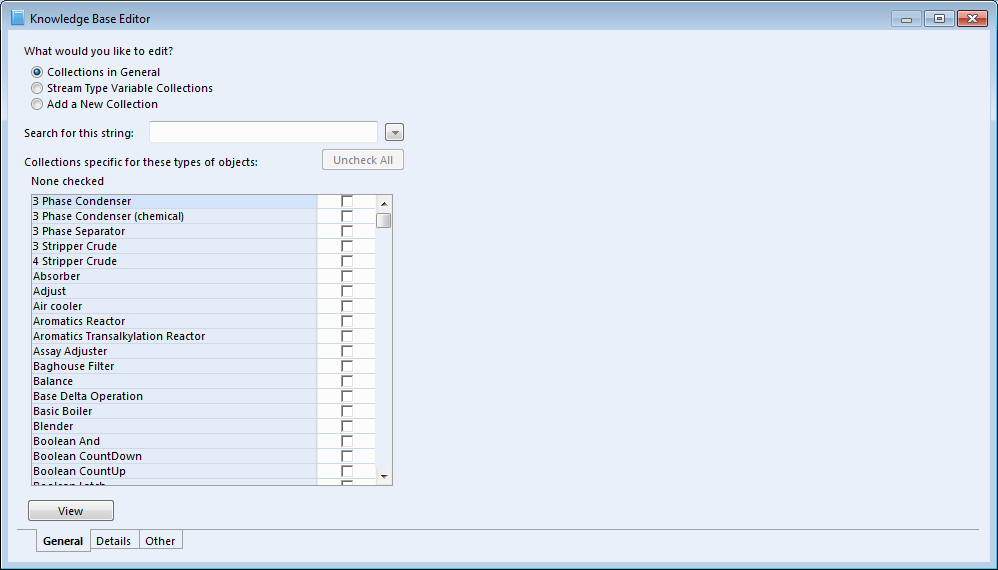 Knowledge Base Editor
What would you like to edit?
Collections in General
Stream Type Variable Collections
Add a New Collection
Search for this string:
Collections specific for these types of objects:
Uncheck All
None checked
3 Phase Condenser
3 Phase Condenser (chemical)
3 Phase Separator
3 Stripper Crude
4 Stripper Crude
Absorber
Adjust
Air cooler
Aromatics Reactor
Aromatics Transalkylation Reactor
Assay Adjuster
Baghouse Filter
Balance
Base Delta Operation
Basic Boiler
Blender
Boolean And
Boolean CountDown
Boolean CountUp
Boolean Latch
View
General
Details
Other